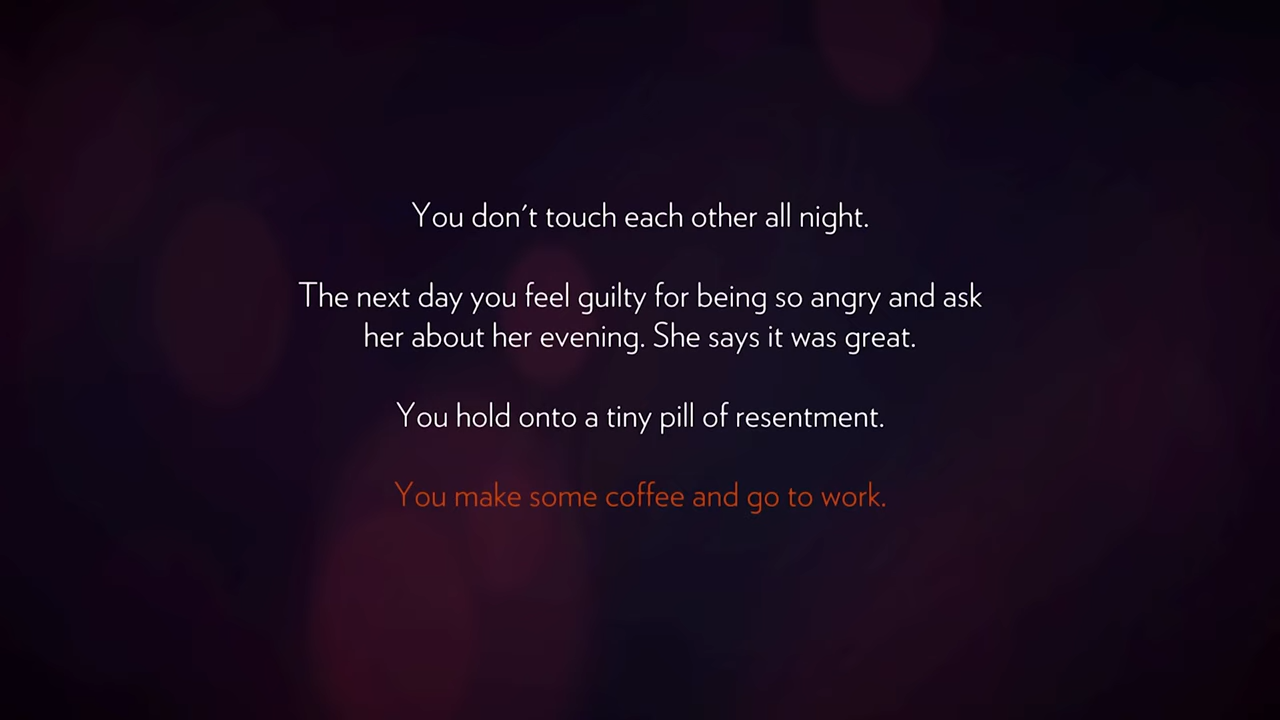 You don't touch each other all night.
The next day you feel guilty for being so angry and ask
her about her evening. She says it was great.
You hold onto a tiny pill of resentment.
You make some coffee and go to work.